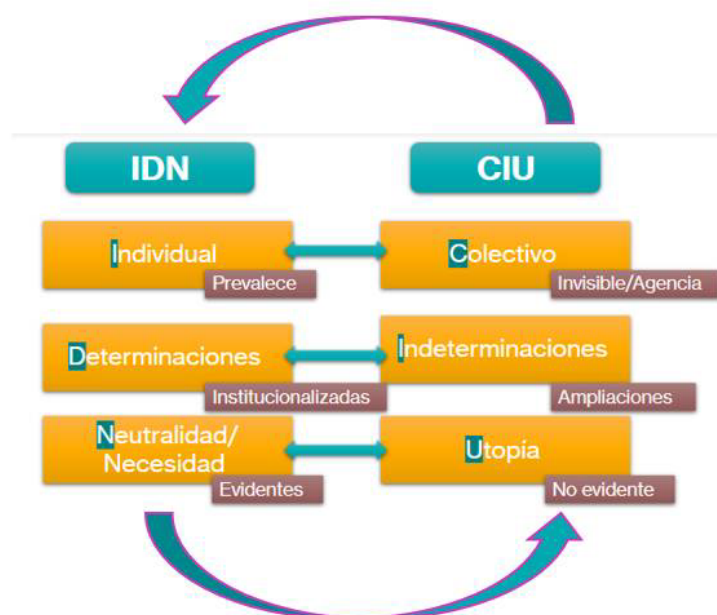 IDN
CIU
Individual
Prevalece
Colectivo
Invisible/Agencia
Determinaciones
Institucionalizadas
Indeterminaciones
Ampliaciones
Neutralidad/
Necesidad
Evidentes
Utopia
No evidente